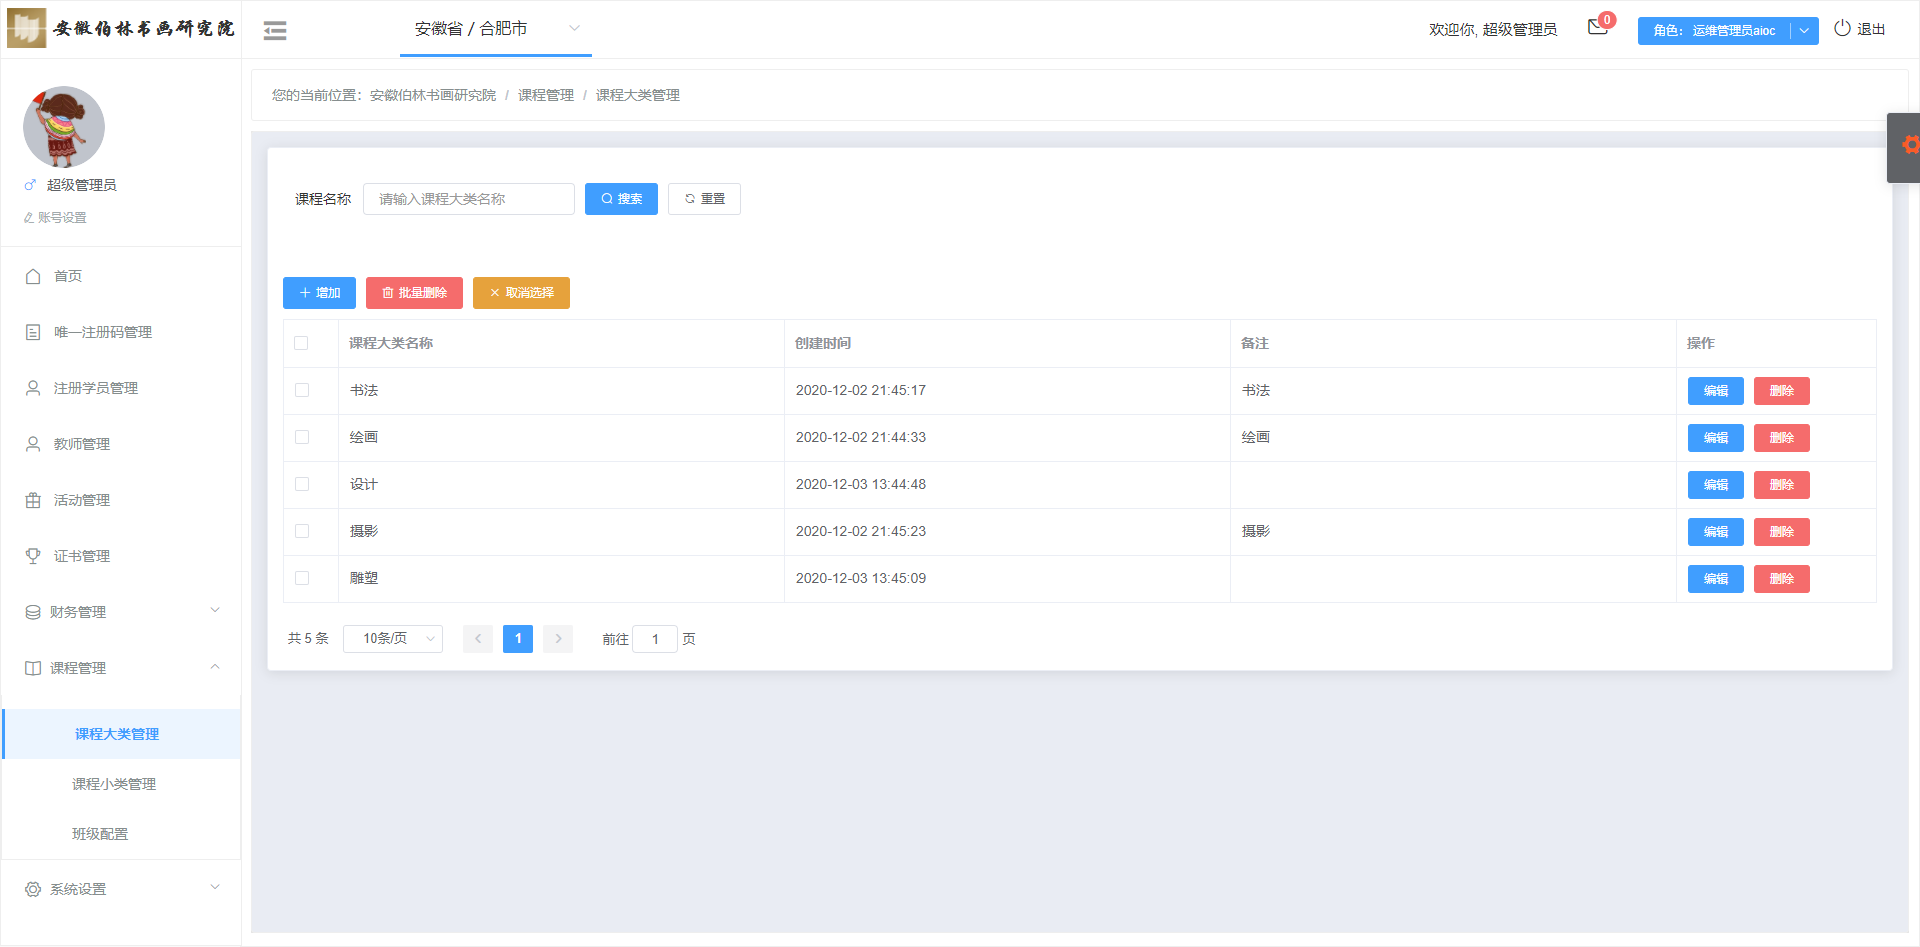 安徽伯林书画研究院
安徽省 / 合肥市
欢迎你, 超级管理员
0
角色： 运维管理员aioc
退出
超级管理员
账号设置
首页
唯一注册码管理
注册学员管理
教师管理
活动管理
证书管理
财务管理
课程管理
课程大类管理
课程小类管理
班级配置
系统设置
您的当前位置：安徽伯林书画研究院 / 课程管理 / 课程大类管理
课程名称 请输入课程大类名称 搜索 重置
增加 批量删除 取消选择
课程大类名称 创建时间 备注 操作
书法 2020-12-02 21:45:17 书法 编辑 删除
绘画 2020-12-02 21:44:33 绘画 编辑 删除
设计 2020-12-03 13:44:48 编辑 删除
摄影 2020-12-02 21:45:23 摄影 编辑 删除
雕塑 2020-12-03 13:45:09 编辑 删除
共 5 条 10条/页 1 前往 1 页